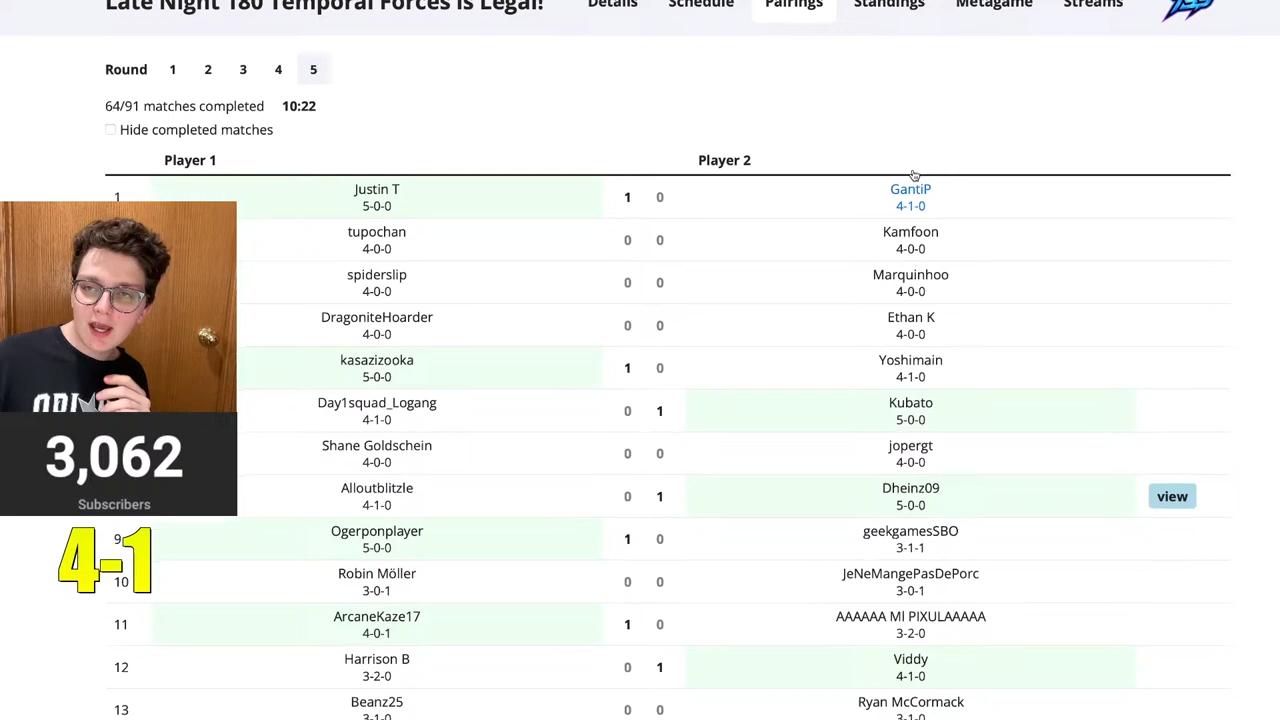 Late Night 180 Temporal Forces is Legal!
Details Schedule Pairings Standings Metagame Streams
Round 1 2 3 4 5
64/91 matches completed 10:22
Hide completed matches
Player 1 Player 2
1 Justin T 1 0 GantiP
5-0-0 4-1-0
tupochan 0 0 Kamfoon
4-0-0 4-0-0
spiderslip 0 0 Marquinhoo
4-0-0 4-0-0
DragoniteHoarder 0 0 Ethan K
4-0-0 4-0-0
kasazizooka 1 0 Yoshimain
5-0-0 4-1-0
Day1squad_Logang 0 1 Kubato
4-1-0 5-0-0
Shane Goldschein 0 0 jopergt
4-0-0 4-0-0
Alloutblitzle 0 1 Dheinz09 view
4-1-0 5-0-0
9 Ogerponplayer 1 0 geekgamesSBO
5-0-0 3-1-1
10 Robin Möller 0 0 JeNeMangePasDePorc
3-0-1 3-0-1
11 ArcaneKaze17 1 0 AAAAAA MI PIXULAAAAA
4-0-1 3-2-0
12 Harrison B 0 1 Viddy
3-2-0 4-1-0
13 Beanz25 0 0 Ryan McCormack
3-1-0 3-1-0
3,062
Subscribers
4-1